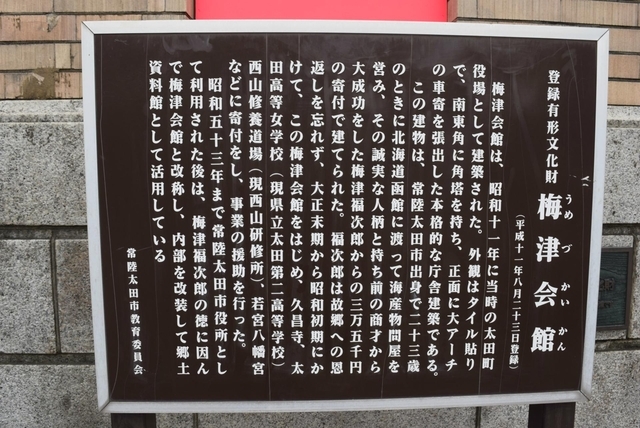 登録有形文化財
梅津会館
うめづかいかん
(平成十一年八月二十三日登録)
梅津会館は、昭和十一年に当時の太田町
役場として建築された。外観はタイル貼り
で、南東角に角塔を持ち、正面に大アーチ
の車寄を張出した本格的な庁舎建築である。
この建物は、常陸太田市出身で二十三歳
のときに北海道函館に渡って海産物問屋を
営み、その誠実な人柄と持ち前の商才から
大成功をした梅津福次郎からの三万五千円
の寄付で建てられた。福次郎は故郷への恩
返しを忘れず、大正末期から昭和初期にか
けて、この梅津会館をはじめ、久昌寺、太
田高等女学校(現県立太田第二高等学校)
西山修養道場(現西山研修所)、若宮八幡宮
などに寄付をし、事業の援助を行った。
昭和五十三年まで常陸太田市役所とし
て利用された後は、梅津福次郎の徳に因ん
で梅津会館と改称し、内部を改装して郷土
資料館として活用している
常陸太田市教育委員会